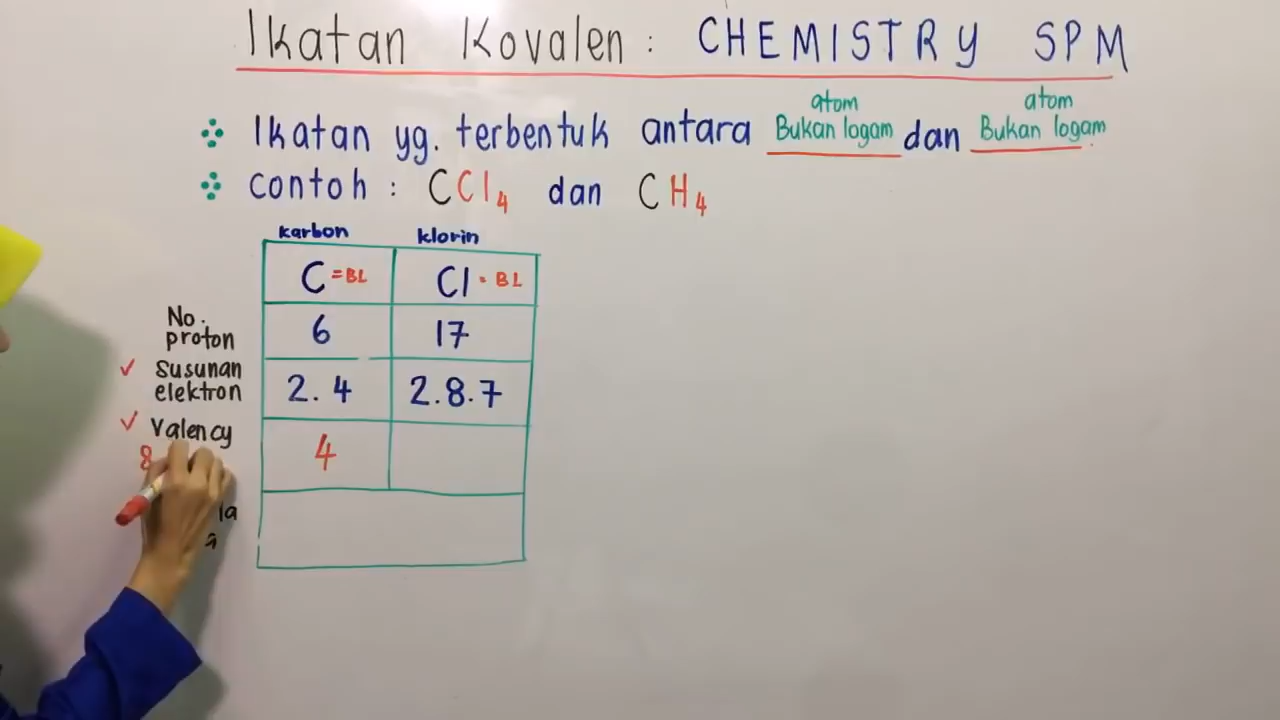 Ikatan Kovalen : CHEMISTRY SPM
Ikatan yg. terbentuk antara atom Bukan logam dan atom Bukan logam
Contoh : CCl4 dan CH4
karbon klorin
C = BL Cl = BL
No. proton 6 17
✓ Susunan elektron 2.4 2.8.7
✓ Valency 4
8